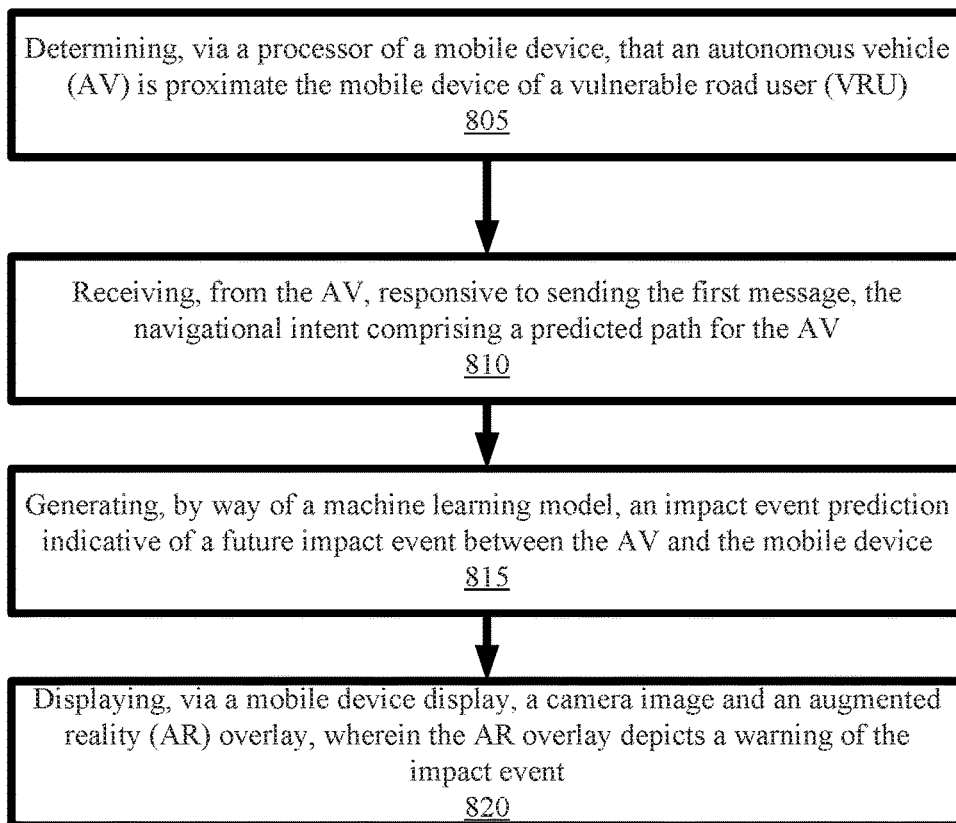 Determining, via a processor of a mobile device, that an autonomous vehicle
(AV) is proximate the mobile device of a vulnerable road user (VRU)
805
Receiving, from the AV, responsive to sending the first message, the
navigational intent comprising a predicted path for the AV
810
Generating, by way of a machine learning model, an impact event prediction
indicative of a future impact event between the AV and the mobile device
815
Displaying, via a mobile device display, a camera image and an augmented
reality (AR) overlay, wherein the AR overlay depicts a warning of the
impact event
820